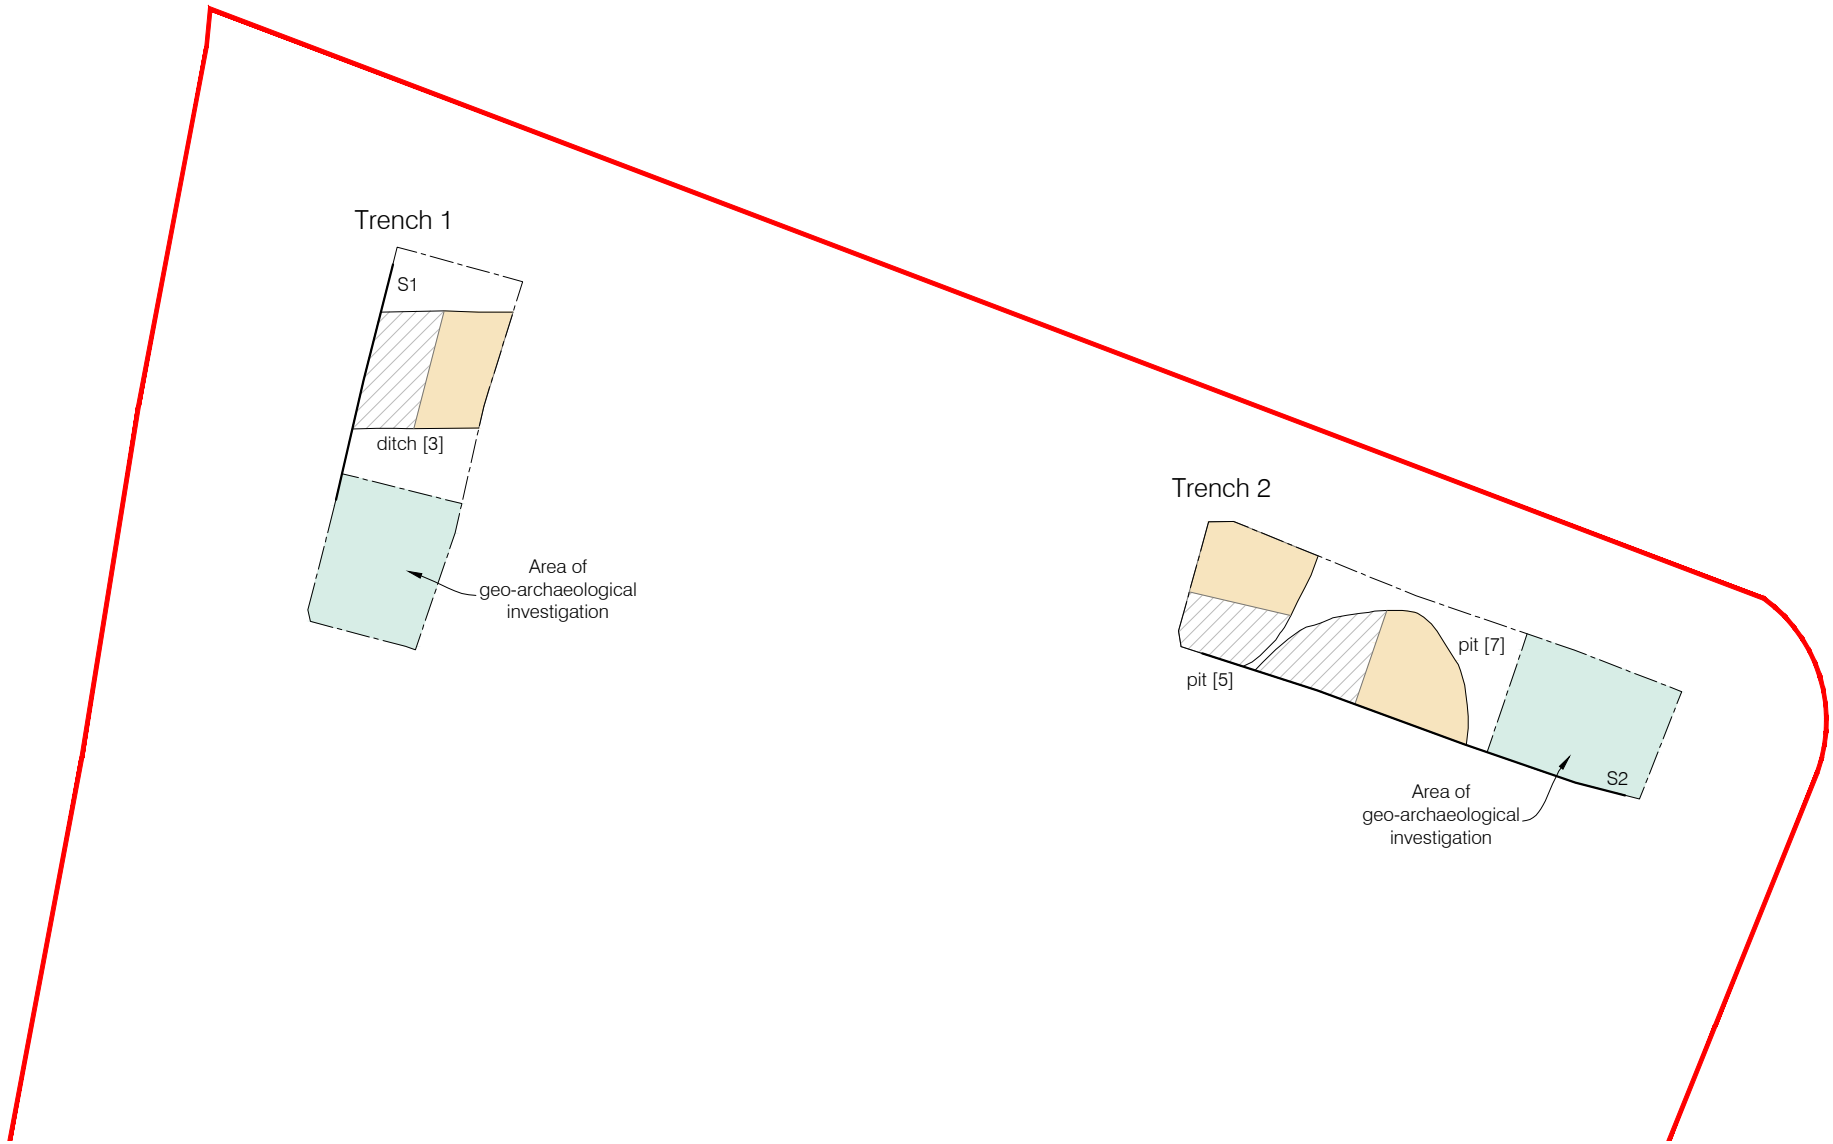 Trench 1
S1
ditch [3]
Area of
geo-archaeological
investigation
Trench 2
pit [7]
pit [5]
S2
Area of
geo-archaeological
investigation